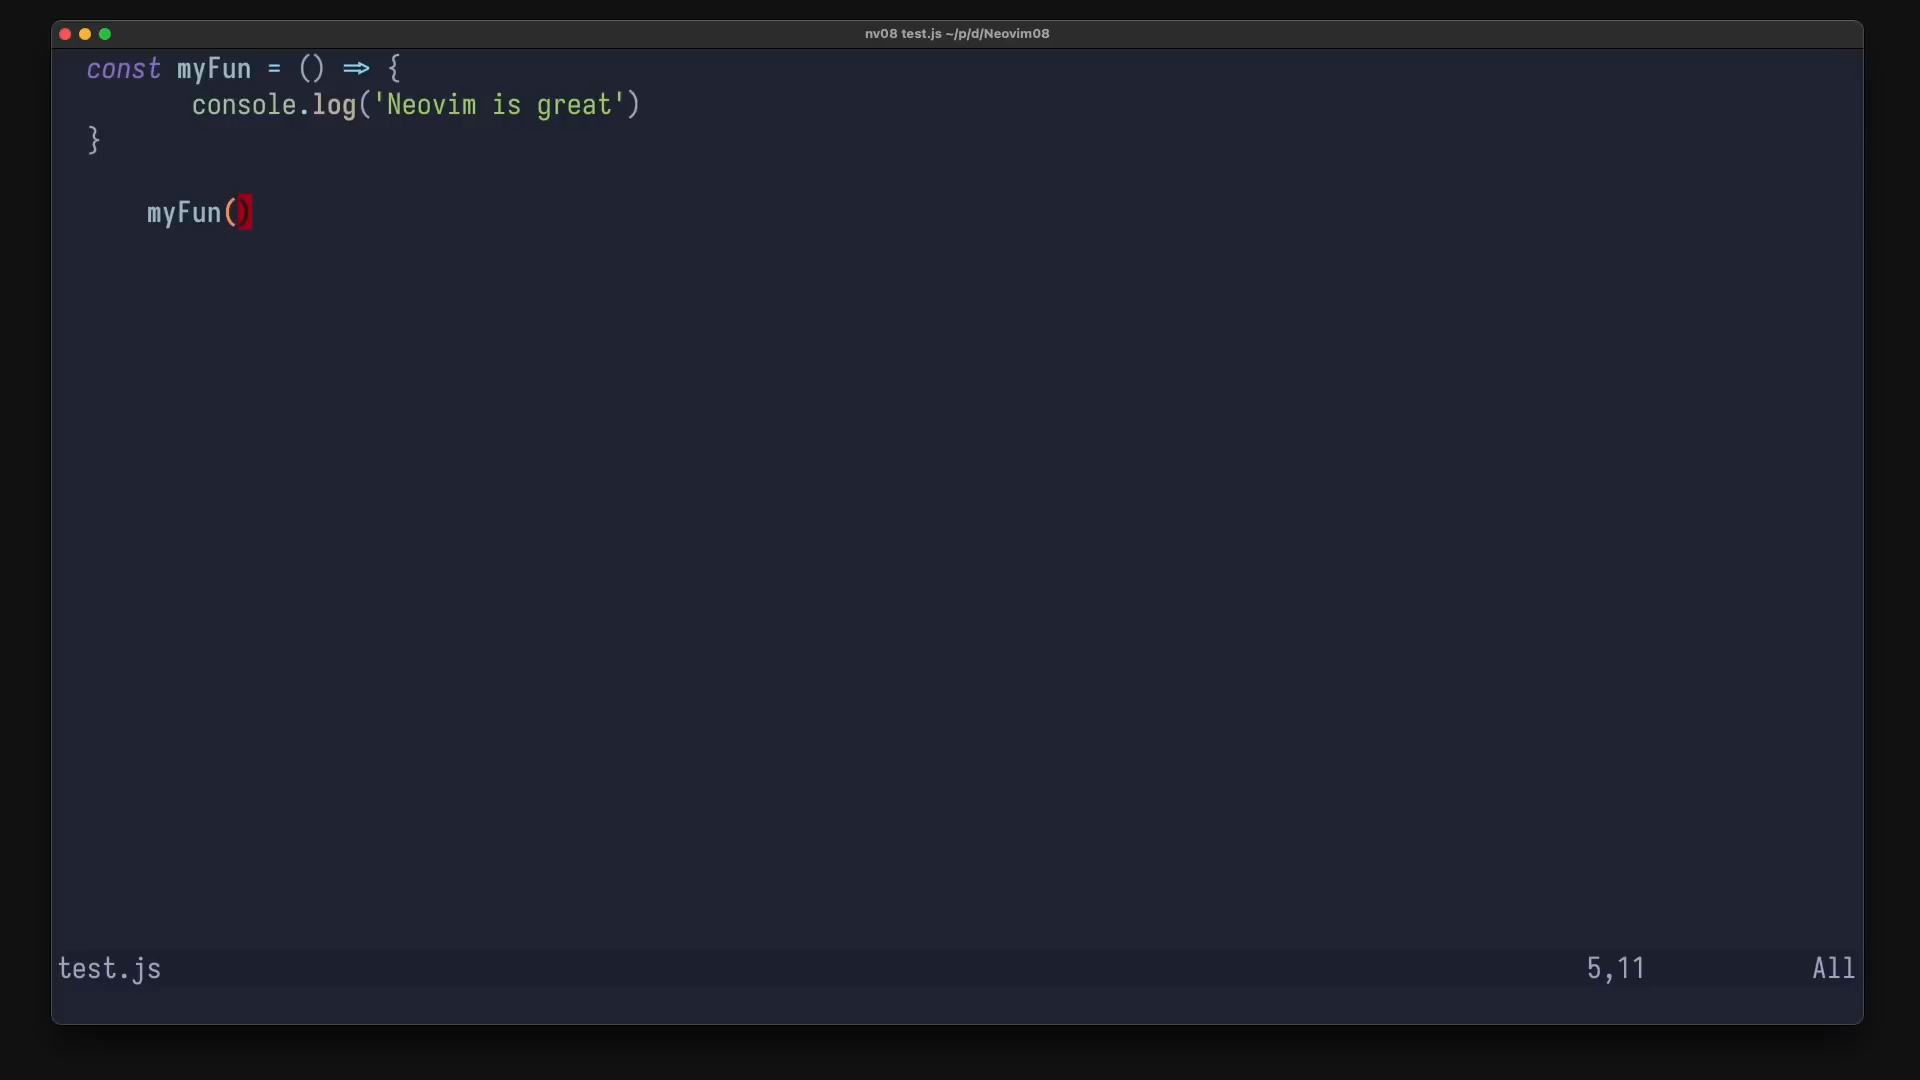 nv08 test.js ~/p/d/Neovim08
const myFun = () => {
        console.log('Neovim is great')
}
    myFun()
test.js 5,11 All